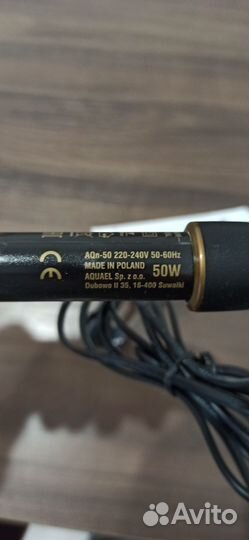 AQn-50 220-240V 50-60Hz
MADE IN POLAND
AQUAEL Sp. z o.o. 50W
Dubowo II 35, 16-400 Suwałki
CE
Avito